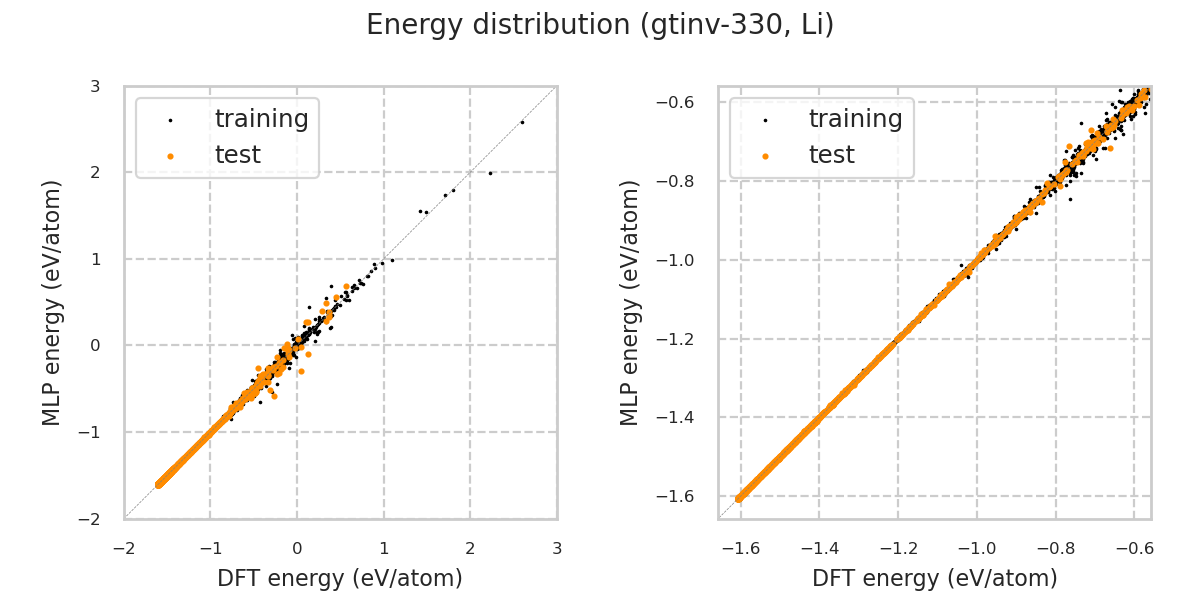 Energy distribution (gtinv-330, Li)
training
test
3
2
1
0
−1
−2
−2
−1
0
1
2
3
MLP energy (eV/atom)
DFT energy (eV/atom)
training
test
−0.6
−0.8
−1.0
−1.2
−1.4
−1.6
−1.6
−1.4
−1.2
−1.0
−0.8
−0.6
MLP energy (eV/atom)
DFT energy (eV/atom)